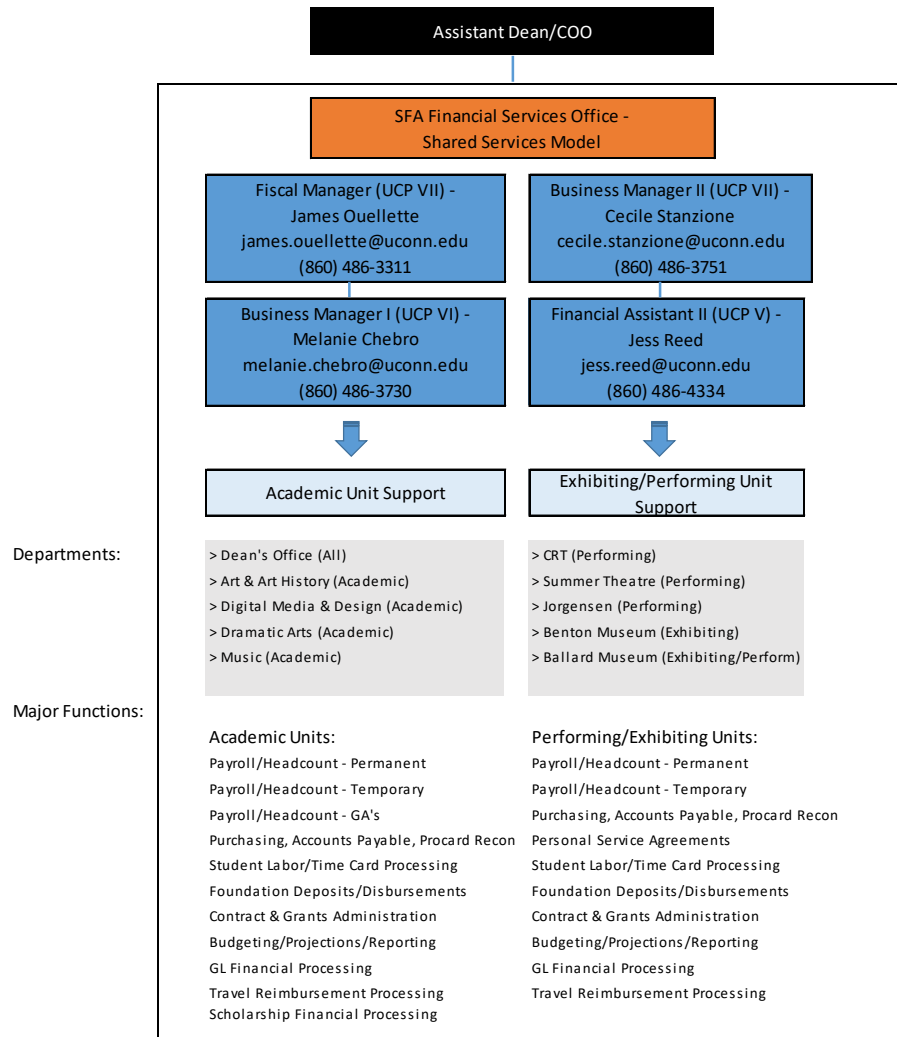 Assistant Dean/COO
SFA Financial Services Office -
Shared Services Model
Fiscal Manager (UCP VII) -
James Ouellette
james.ouellette@uconn.edu
(860) 486-3311
Business Manager II (UCP VII) -
Cecile Stanzione
cecile.stanzione@uconn.edu
(860) 486-3751
Business Manager I (UCP VI) -
Melanie Chebro
melanie.chebro@uconn.edu
(860) 486-3730
Financial Assistant II (UCP V) -
Jess Reed
jess.reed@uconn.edu
(860) 486-4334
Academic Unit Support
Exhibiting/Performing Unit
Support
Departments:
> Dean's Office (All)
> Art & Art History (Academic)
> Digital Media & Design (Academic)
> Dramatic Arts (Academic)
> Music (Academic)
> CRT (Performing)
> Summer Theatre (Performing)
> Jorgensen (Performing)
> Benton Museum (Exhibiting)
> Ballard Museum (Exhibiting/Perform)
Major Functions:
Academic Units:
Payroll/Headcount - Permanent
Payroll/Headcount - Temporary
Payroll/Headcount - GA's
Purchasing, Accounts Payable, Procard Recon
Student Labor/Time Card Processing
Foundation Deposits/Disbursements
Contract & Grants Administration
Budgeting/Projections/Reporting
GL Financial Processing
Travel Reimbursement Processing
Scholarship Financial Processing
Performing/Exhibiting Units:
Payroll/Headcount - Permanent
Payroll/Headcount - Temporary
Purchasing, Accounts Payable, Procard Recon
Personal Service Agreements
Student Labor/Time Card Processing
Foundation Deposits/Disbursements
Contract & Grants Administration
Budgeting/Projections/Reporting
GL Financial Processing
Travel Reimbursement Processing